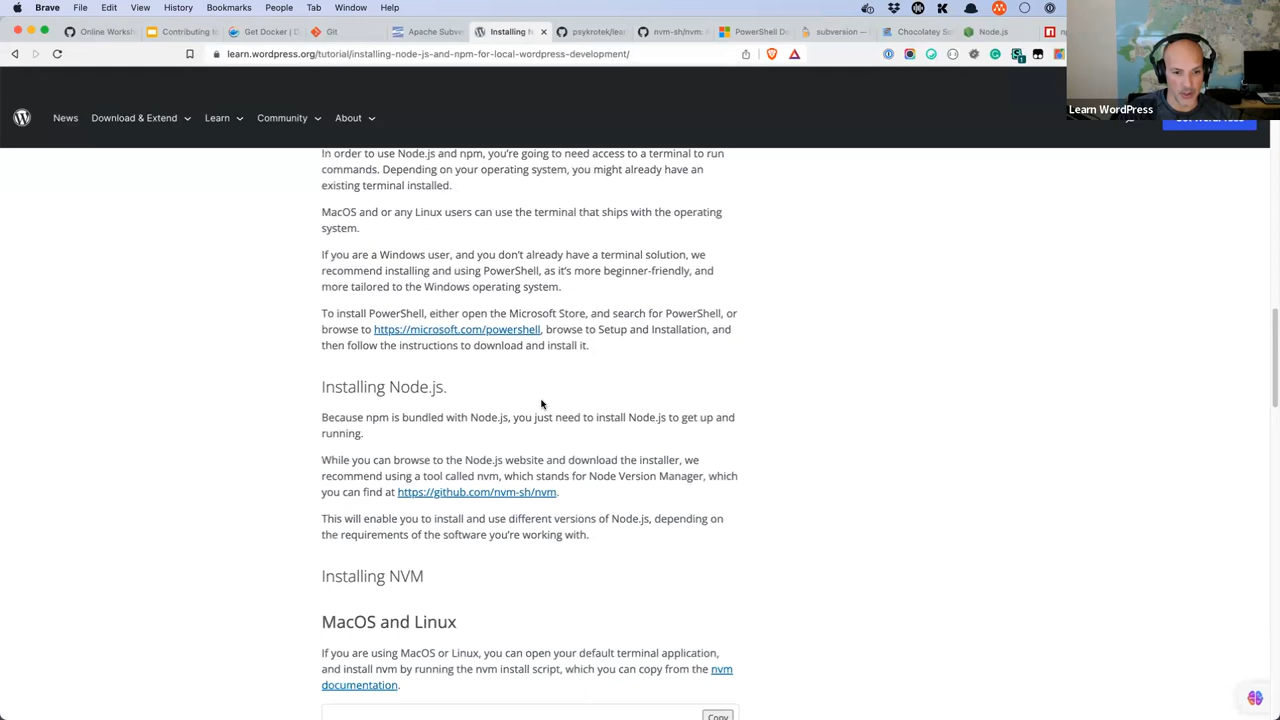 Brave File Edit View History Bookmarks People Tab Window Help
Online Worksh
Contributing to
Get Docker | D
Git
Apache Subve
Installing N
psykrotek/lear
nvm-sh/nvm:
PowerShell Do
subversion —
Chocolatey So
Node.js
learn.wordpress.org/tutorial/installing-node-js-and-npm-for-local-wordpress-development/
Learn WordPress
News Download & Extend Learn Community About
In order to use Node.js and npm, you're going to need access to a terminal to run
commands. Depending on your operating system, you might already have an
existing terminal installed.
MacOS and or any Linux users can use the terminal that ships with the operating
system.
If you are a Windows user, and you don't already have a terminal solution, we
recommend installing and using PowerShell, as it's more beginner-friendly, and
more tailored to the Windows operating system.
To install PowerShell, either open the Microsoft Store, and search for PowerShell, or
browse to https://microsoft.com/powershell, browse to Setup and Installation, and
then follow the instructions to download and install it.
Installing Node.js.
Because npm is bundled with Node.js, you just need to install Node.js to get up and
running.
While you can browse to the Node.js website and download the installer, we
recommend using a tool called nvm, which stands for Node Version Manager, which
you can find at https://github.com/nvm-sh/nvm.
This will enable you to install and use different versions of Node.js, depending on
the requirements of the software you're working with.
Installing NVM
MacOS and Linux
If you are using MacOS or Linux, you can open your default terminal application,
and install nvm by running the nvm install script, which you can copy from the nvm
documentation.
Copy